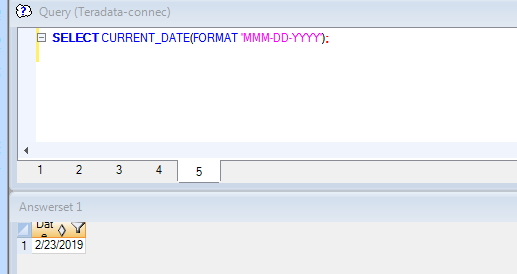 Query (Teradata-connec)
SELECT CURRENT_DATE(FORMAT 'MMM-DD-YYYY');
1 2 3 4 5
Answerset 1
Dat
e
1 2/23/2019